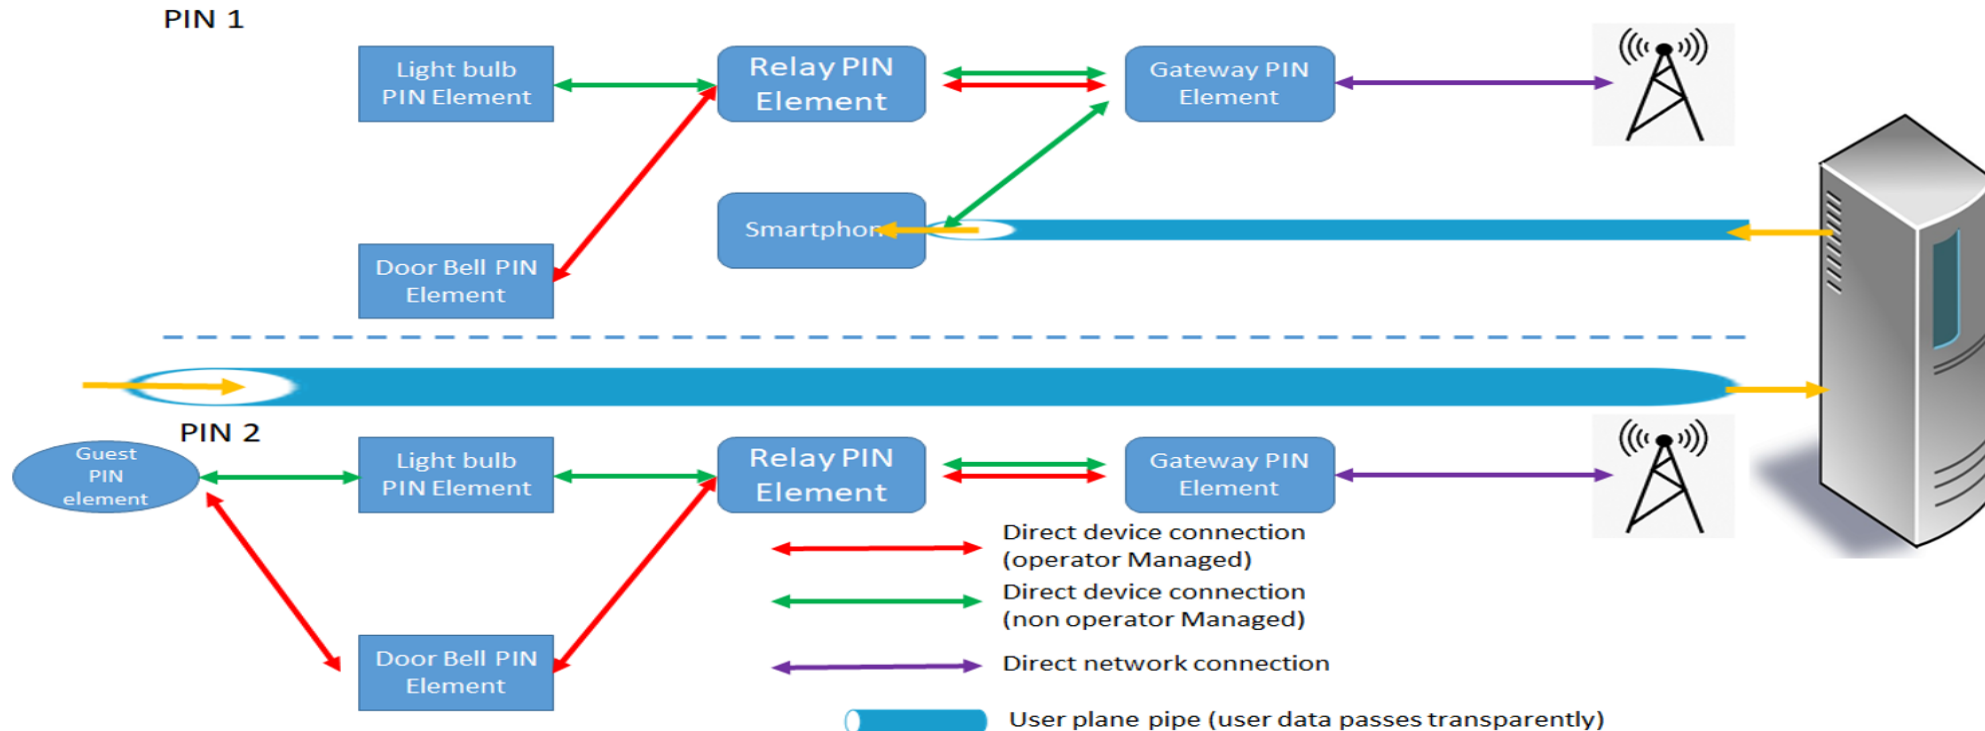 PIN 1
Light bulb
PIN Element
Relay PIN
Element
Gateway PIN
Element
Smartphon
Door Bell PIN
Element
PIN 2
Guest
PIN
element
Light bulb
PIN Element
Relay PIN
Element
Gateway PIN
Element
Door Bell PIN
Element
Direct device connection
(operator Managed)
Direct device connection
(non operator Managed)
Direct network connection
User plane pipe (user data passes transparently)